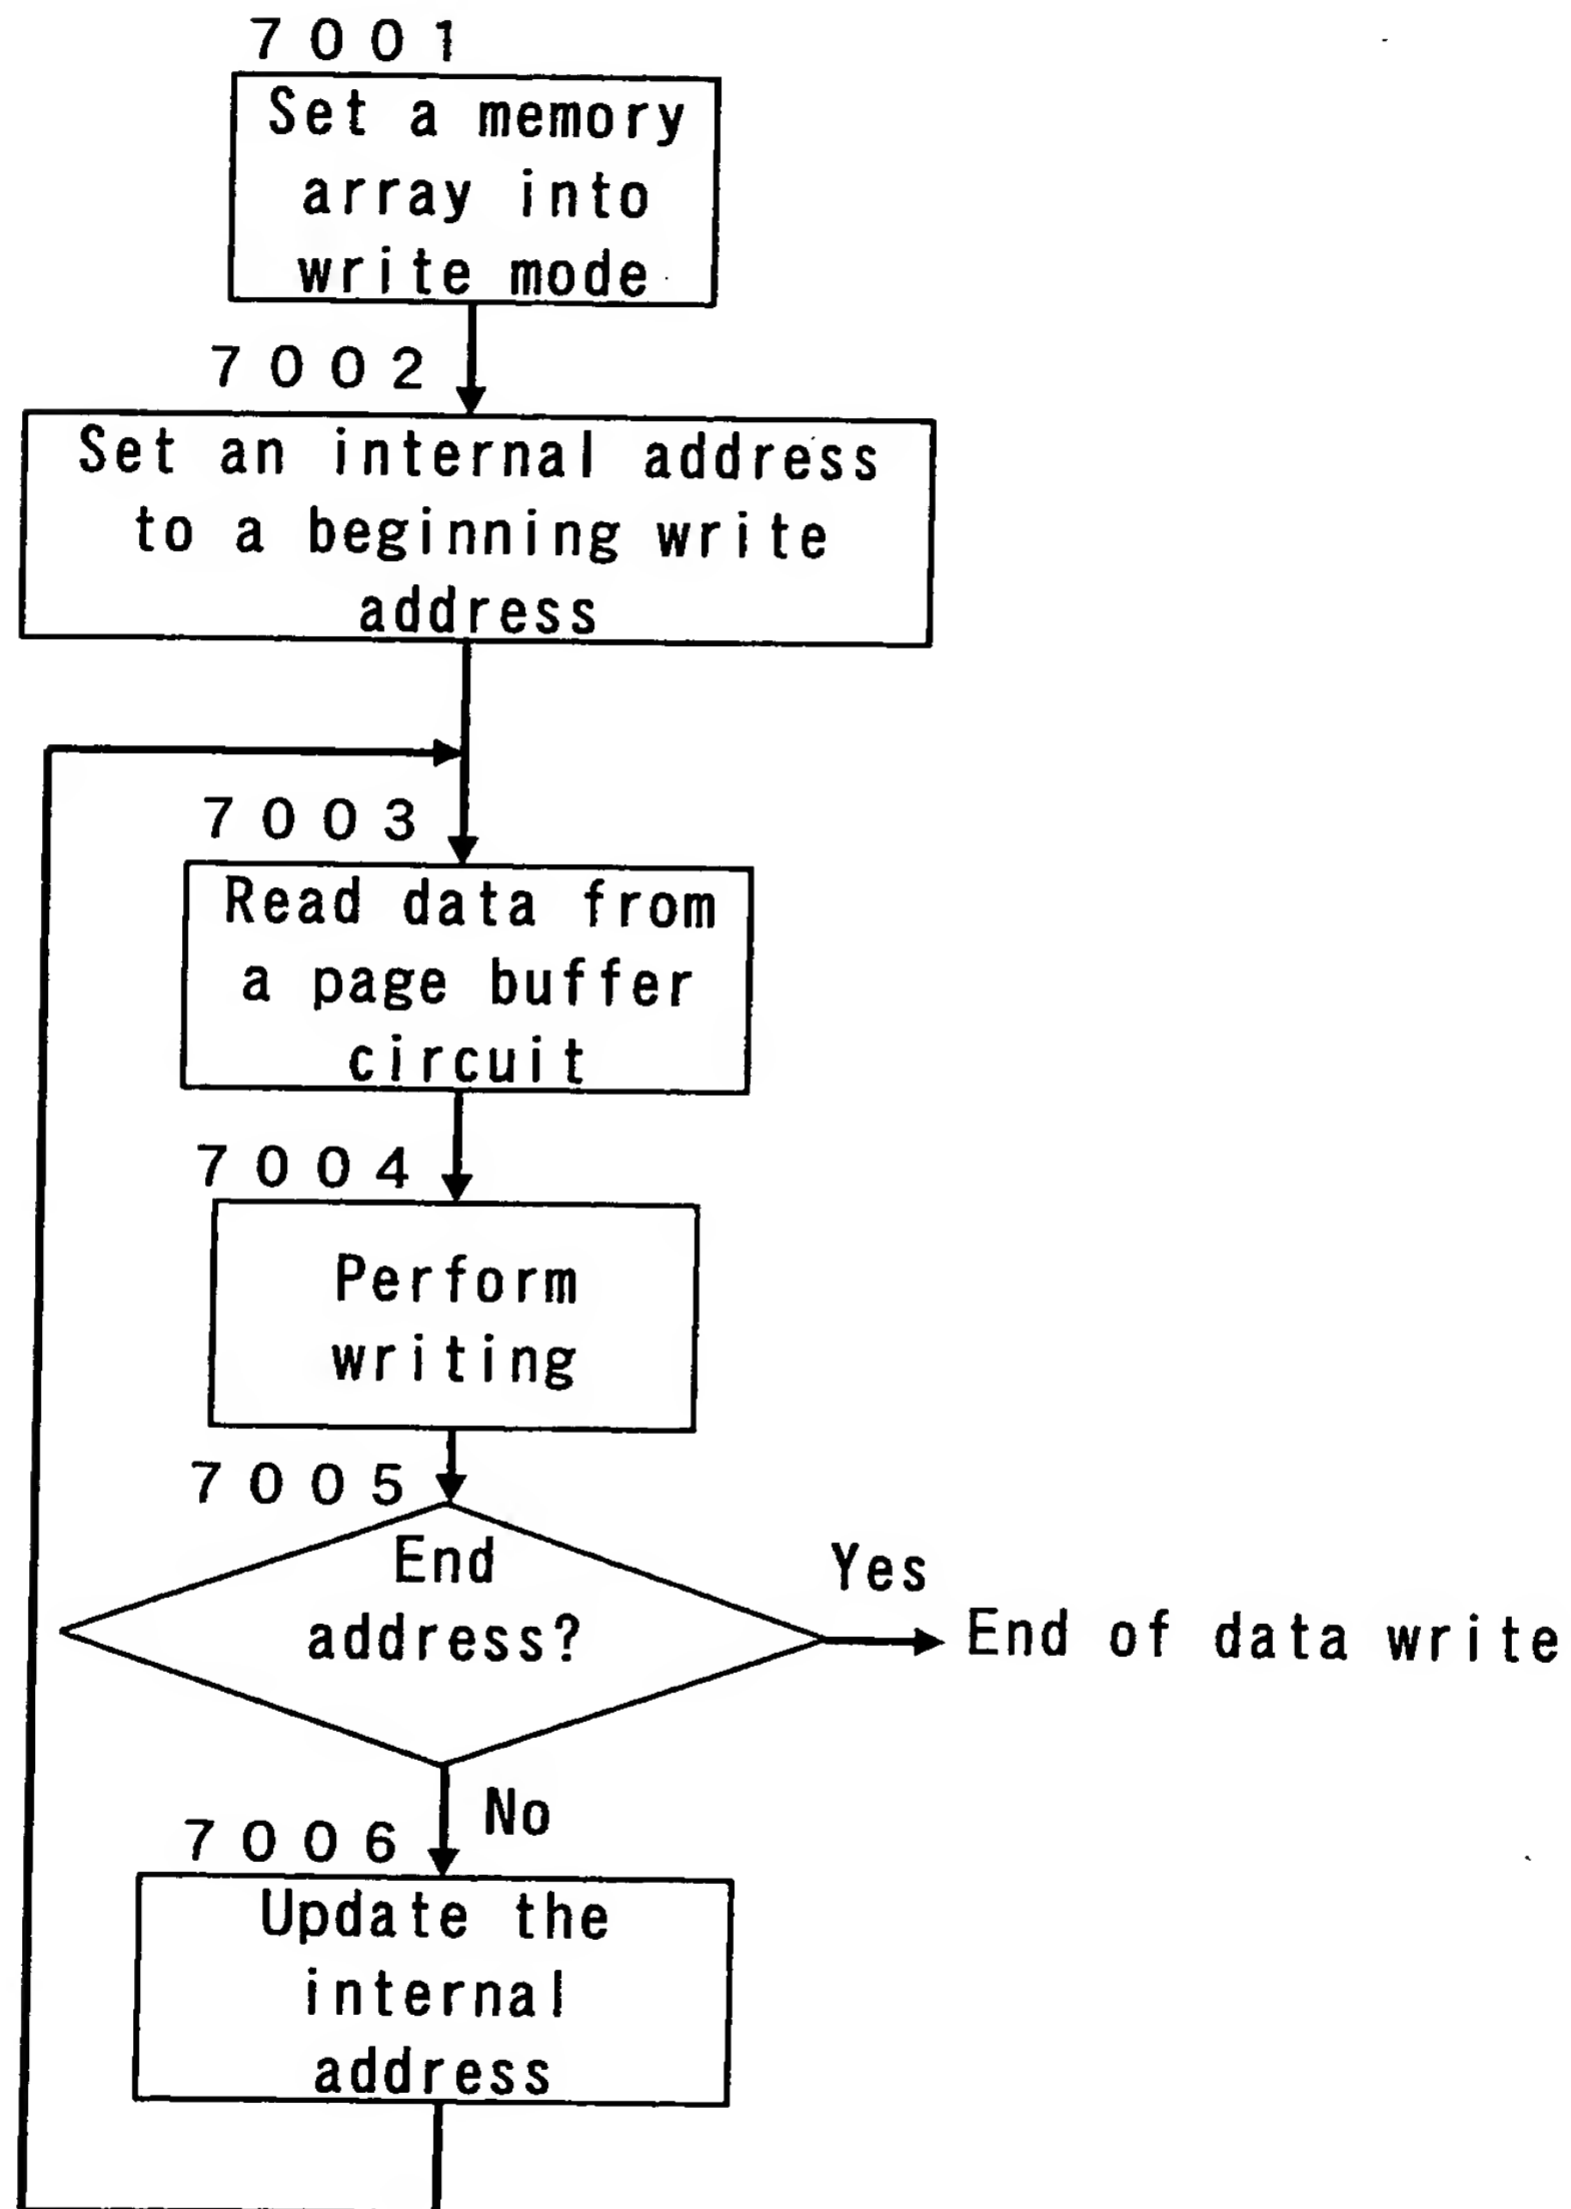 7001
Set a memory
array into
write mode
7002
Set an internal address
to a beginning write
address
7003
Read data from
a page buffer
circuit
7004
Perform
writing
7005
End
address?
Yes
End of data write
No
7006
Update the
internal
address